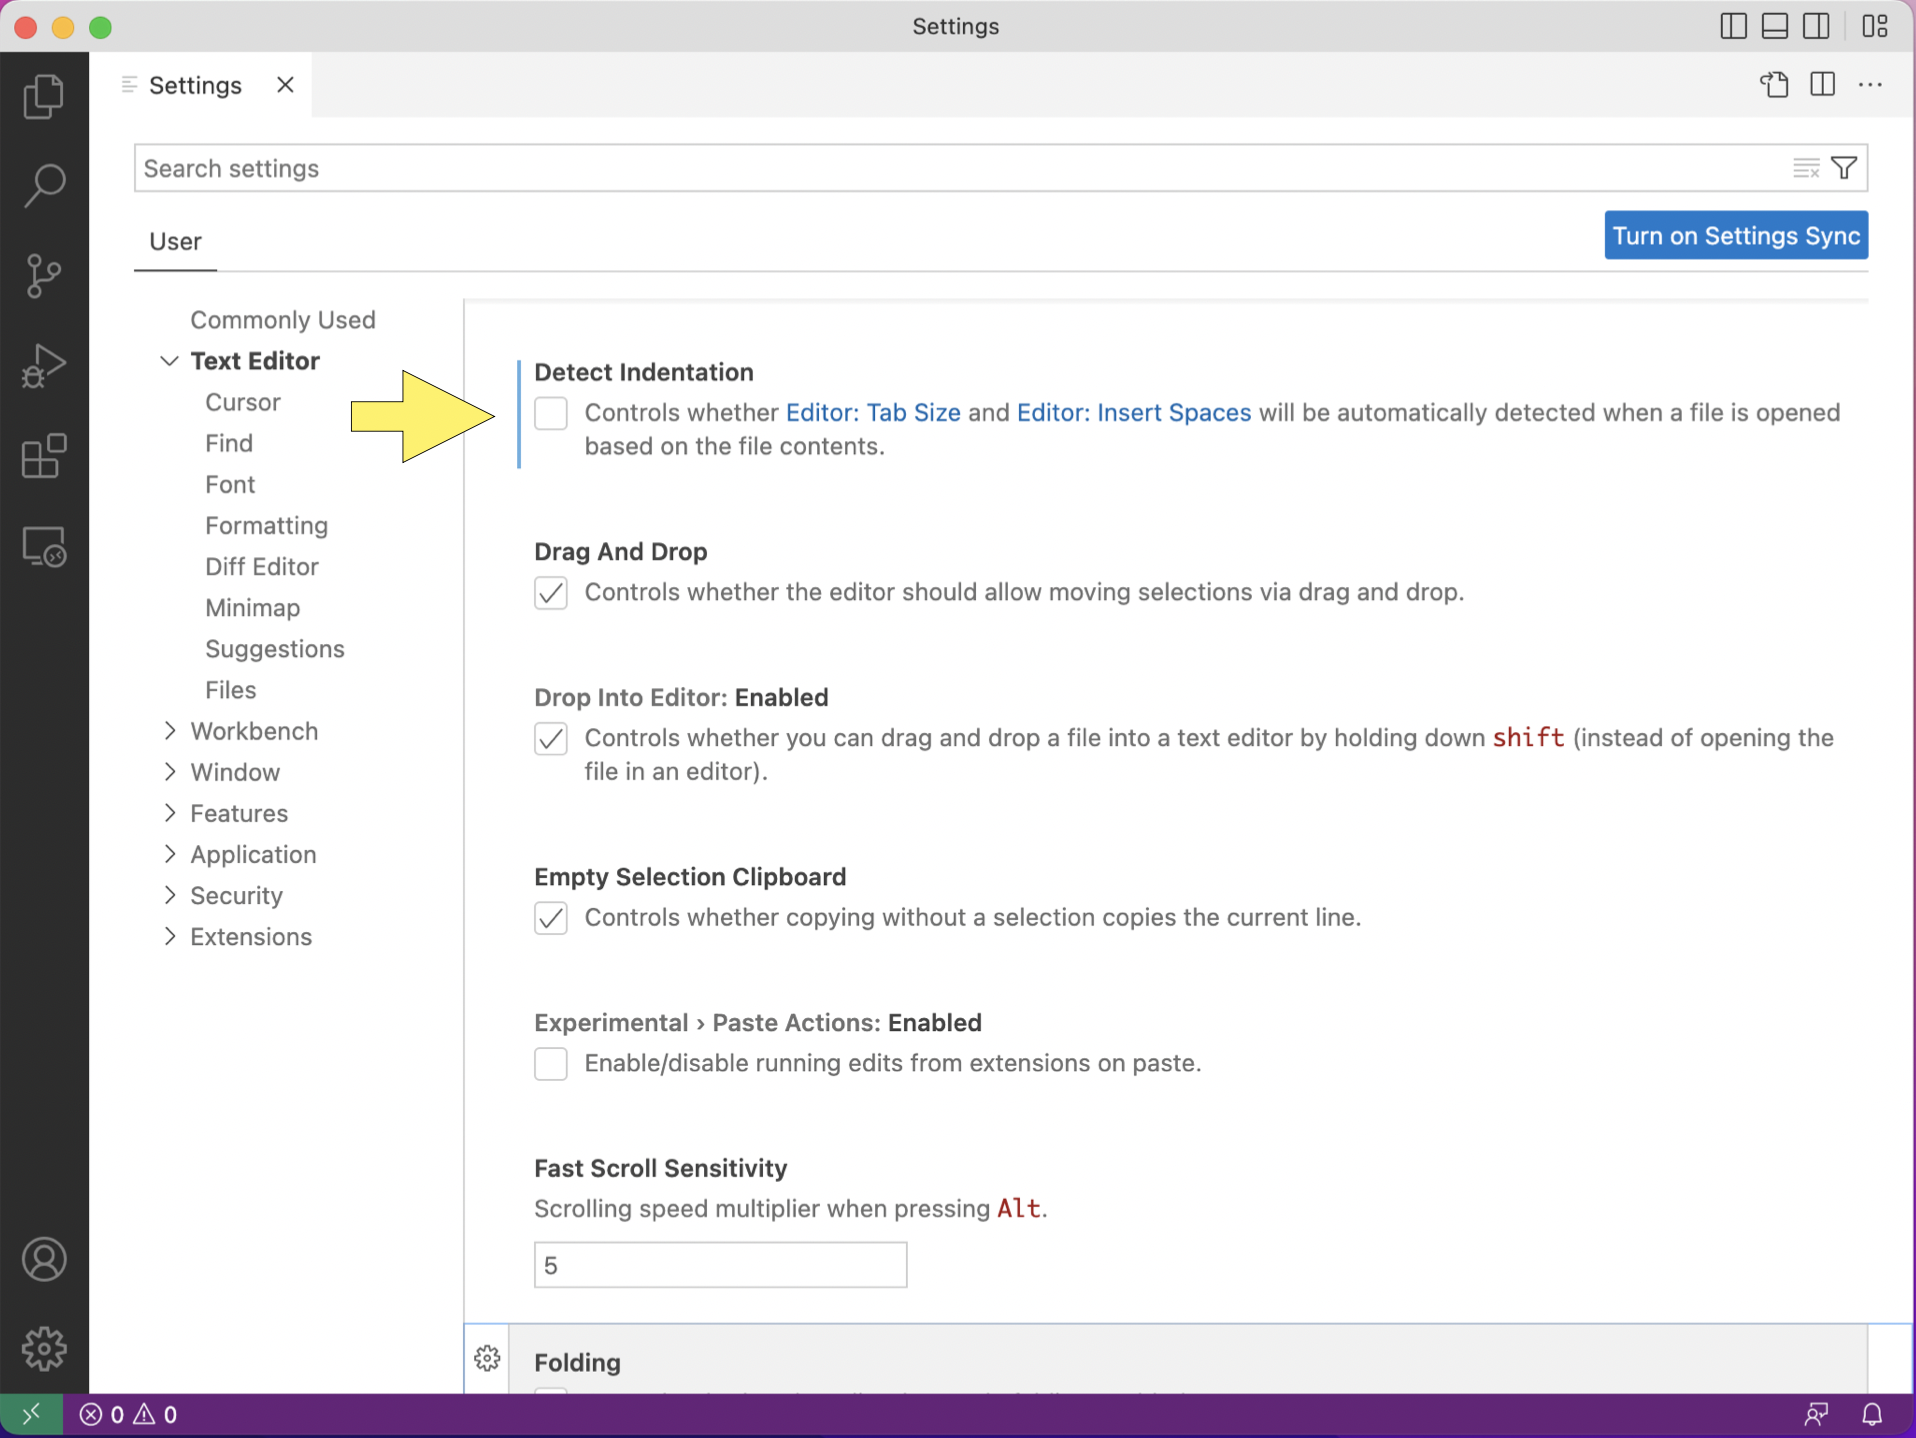 Settings
Settings
Search settings
User
Turn on Settings Sync
Commonly Used
Text Editor
Cursor
Find
Font
Formatting
Diff Editor
Minimap
Suggestions
Files
Workbench
Window
Features
Application
Security
Extensions
Detect Indentation
Controls whether Editor: Tab Size and Editor: Insert Spaces will be automatically detected when a file is opened
based on the file contents.
Drag And Drop
Controls whether the editor should allow moving selections via drag and drop.
Drop Into Editor: Enabled
Controls whether you can drag and drop a file into a text editor by holding down shift (instead of opening the
file in an editor).
Empty Selection Clipboard
Controls whether copying without a selection copies the current line.
Experimental › Paste Actions: Enabled
Enable/disable running edits from extensions on paste.
Fast Scroll Sensitivity
Scrolling speed multiplier when pressing Alt.
5
Folding
0 0